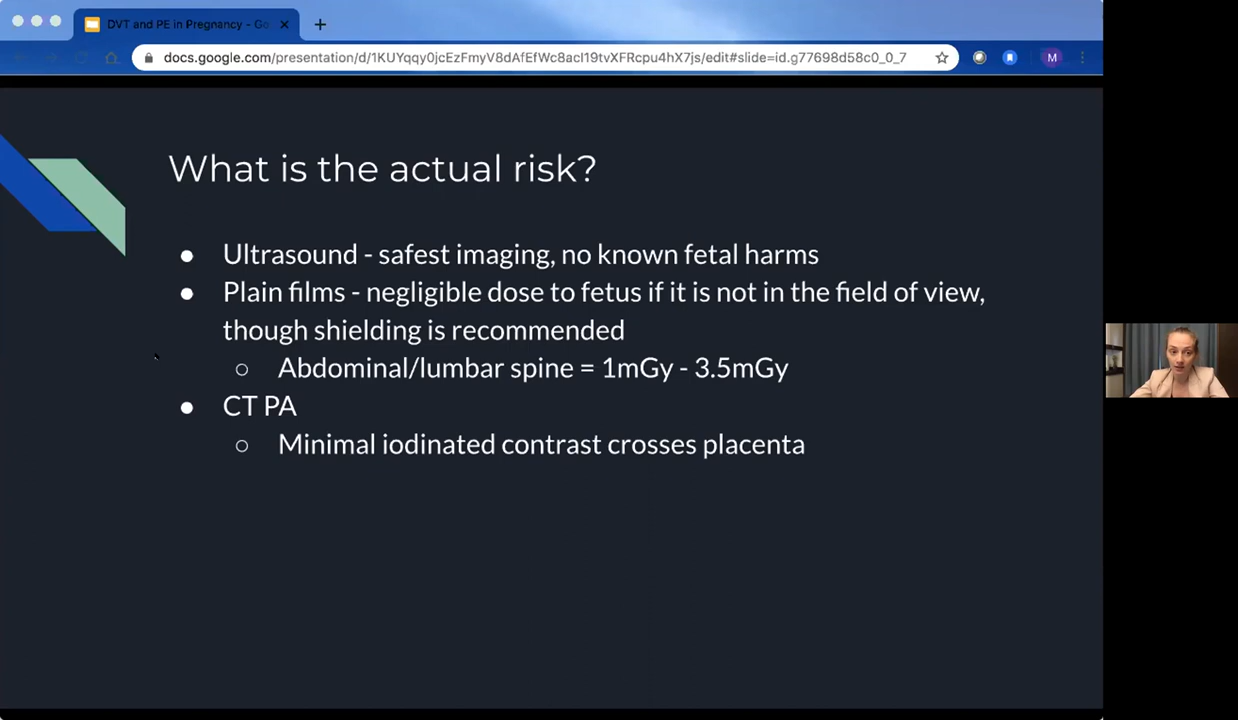 DVT and PE in Pregnancy - Go
docs.google.com/presentation/d/1KUYqqy0jcEzFmyV8dAfEfWc8acI19tvXFRcpu4hX7js/edit#slide=id.g77698d58c0_0_7
M
What is the actual risk?
● Ultrasound - safest imaging, no known fetal harms
● Plain films - negligible dose to fetus if it is not in the field of view,
though shielding is recommended
○ Abdominal/lumbar spine = 1mGy - 3.5mGy
● CT PA
○ Minimal iodinated contrast crosses placenta